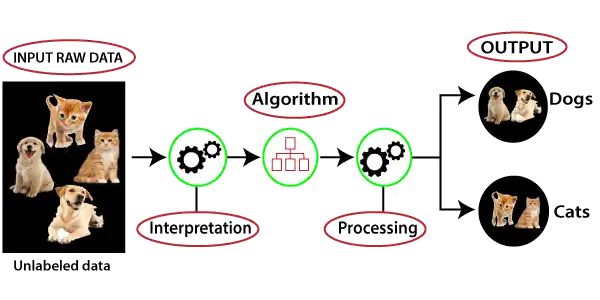 INPUT RAW DATA
Unlabeled data
Interpretation
Algorithm
Processing
OUTPUT
Dogs
Cats